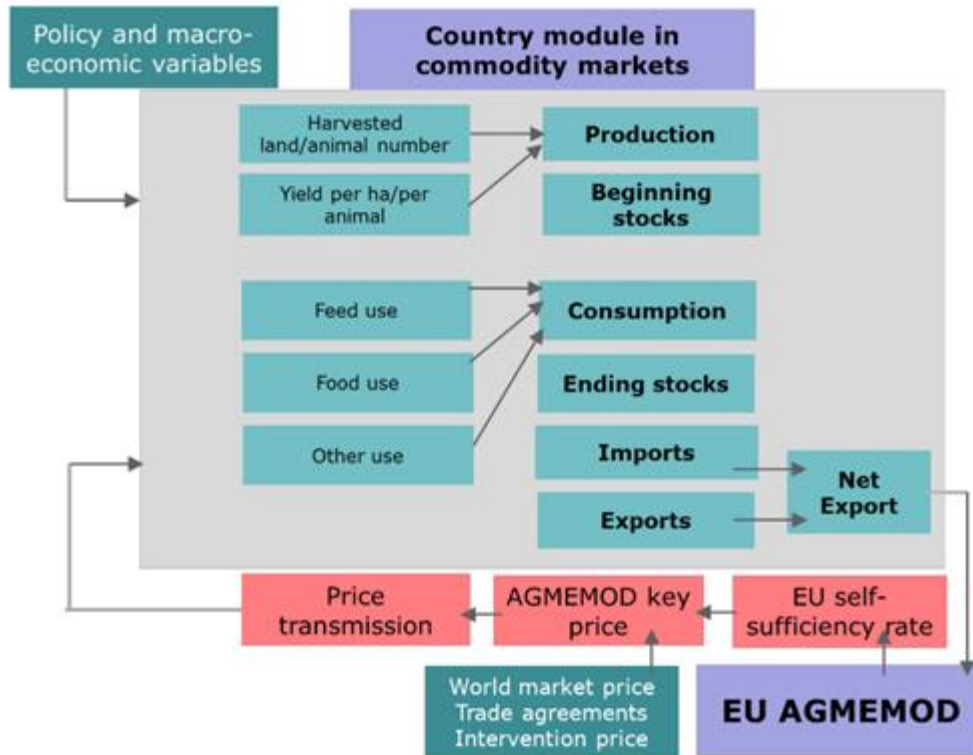 Policy and macro-
economic variables
Country module in
commodity markets
Harvested
land/animal number
Production
Yield per ha/per
animal
Beginning
stocks
Feed use
Consumption
Food use
Ending stocks
Other use
Imports
Net
Export
Exports
Price
transmission
AGMEMOD key
price
EU self-
sufficiency rate
World market price
Trade agreements
Intervention price
EU AGMEMOD